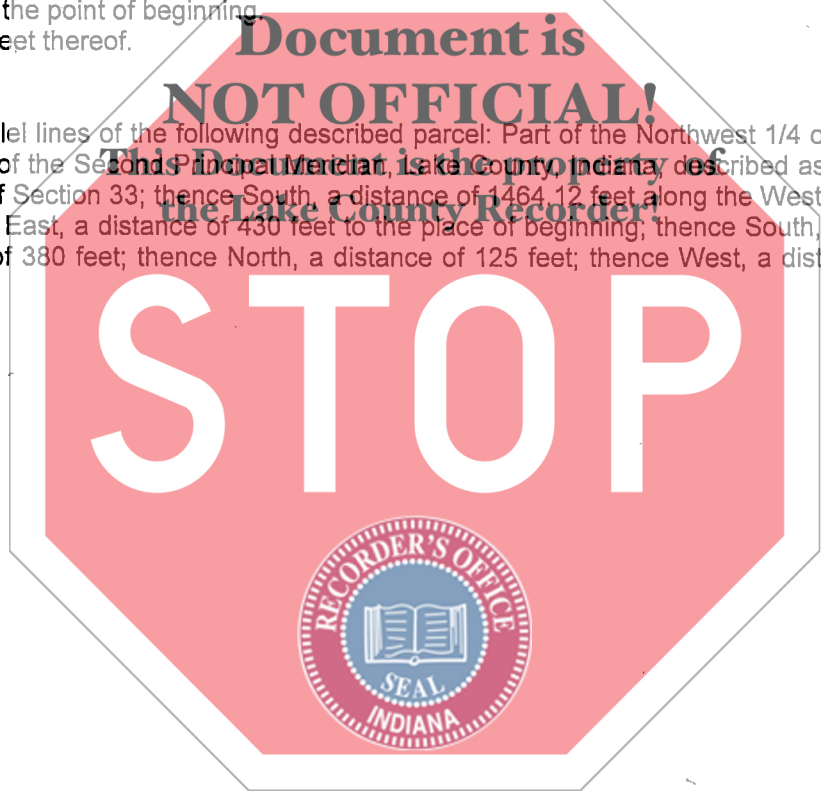 the point of beginning
eet thereof.
Document is
NOT OFFICIAL!
lel lines of the following described parcel: Part of the Northwest 1/4 o
This Document is the property of
of the Second Principal Meridian, Lake County, Indiana, described as
the Lake County Recorder!
f Section 33; thence South, a distance of 1464.12 feet along the West
East, a distance of 430 feet to the place of beginning; thence South,
of 380 feet; thence North, a distance of 125 feet; thence West, a dist
STOP
RECORDER'S OFFICE
SEAL
INDIANA